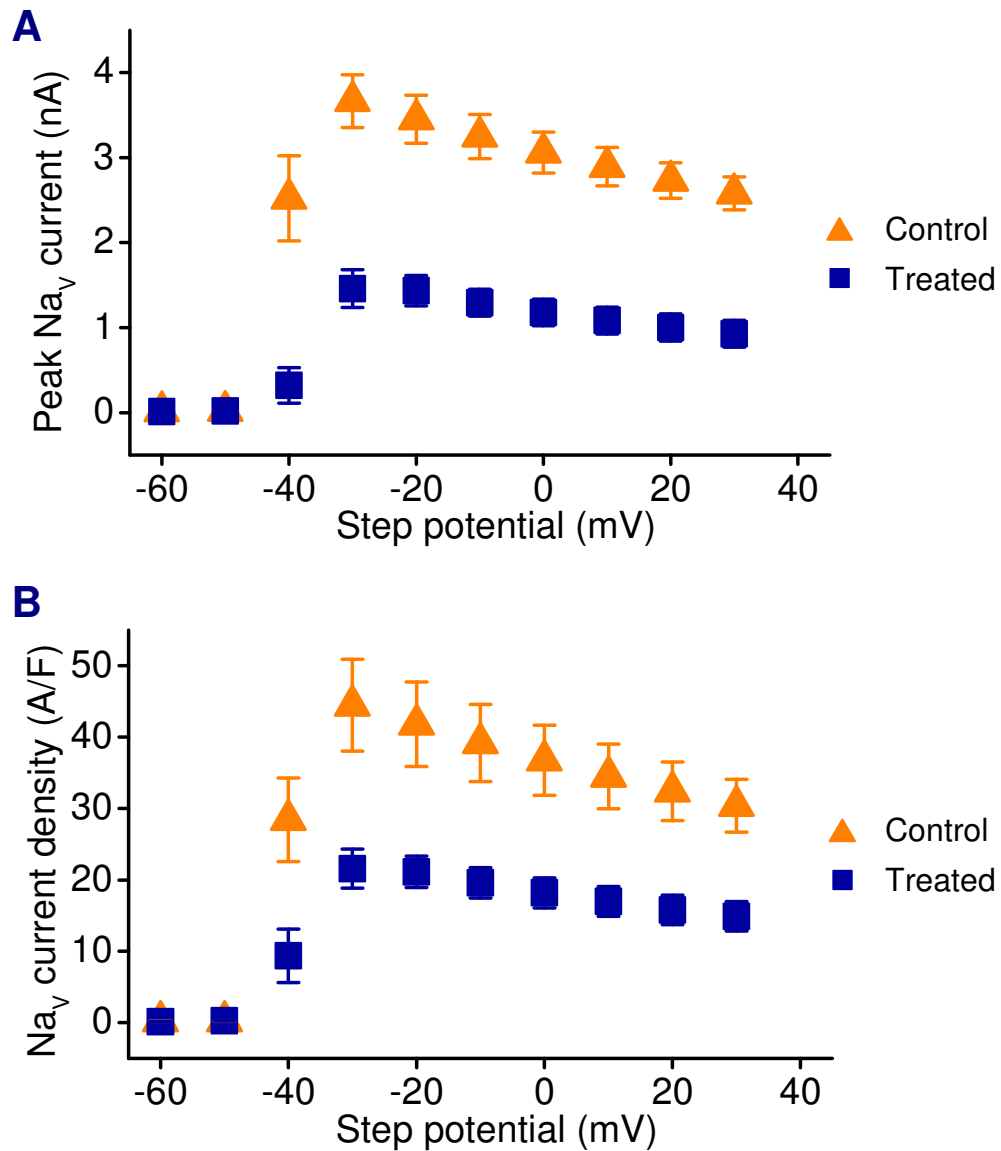 A
Peak Nav current (nA)
4
3
2
1
0
-60 -40 -20 0 20 40
Step potential (mV)
Control
Treated
B
Nav current density (A/F)
50
40
30
20
10
0
-60 -40 -20 0 20 40
Step potential (mV)
Control
Treated